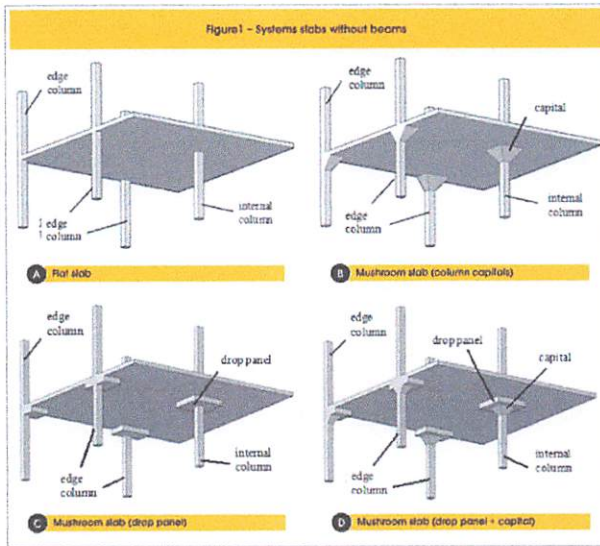 Figure1 - Systems slabs without beams
edge
column
edge
column
internal
column
A Flat slab
edge
column
capital
edge
column
internal
column
B Mushroom slab (column capitals)
edge
column
drop panel
edge
column
internal
column
C Mushroom slab (drop panel)
edge
column
drop panel
capital
edge
column
internal
column
D Mushroom slab (drop panel + capital)